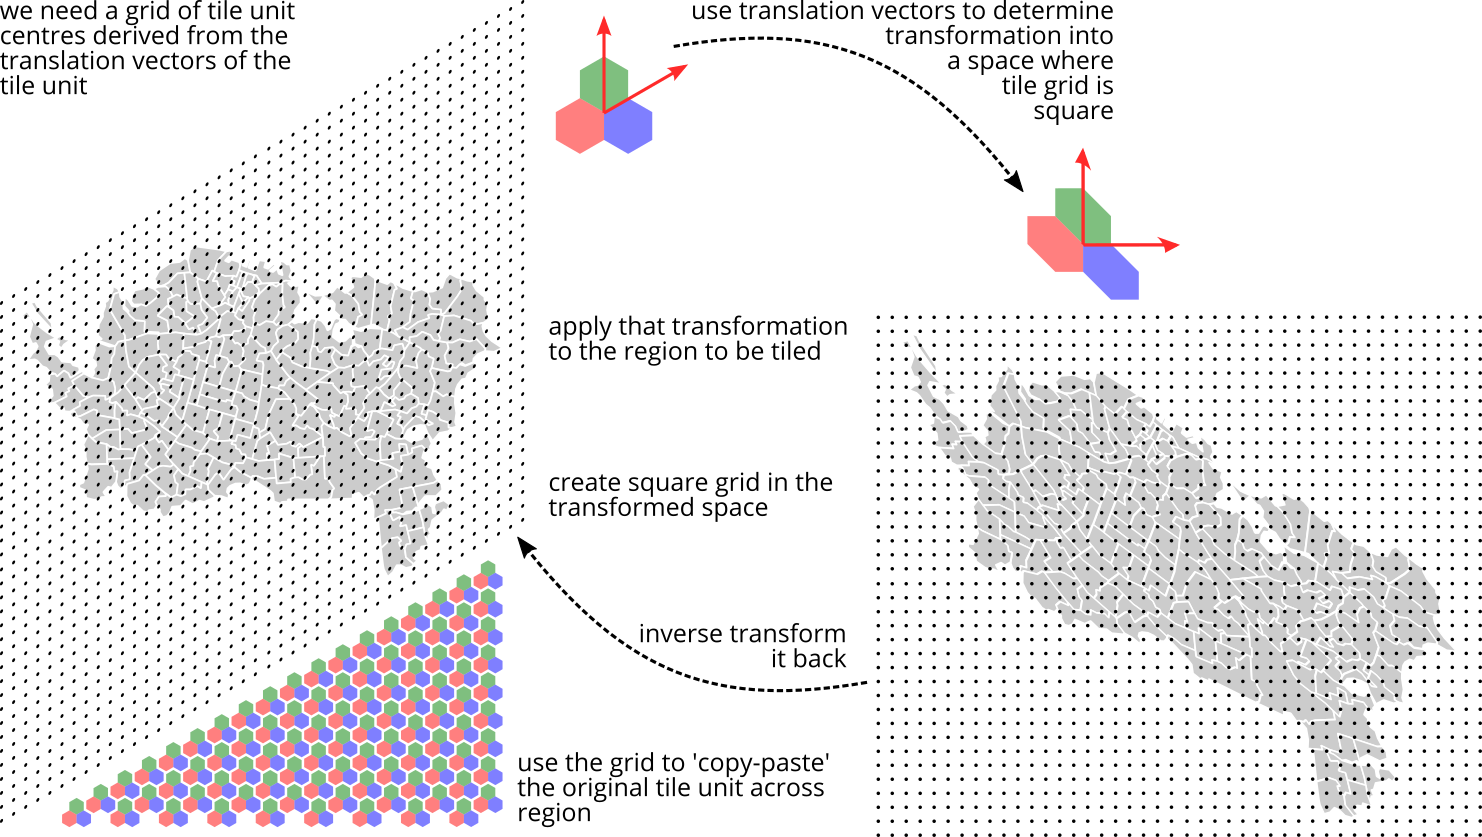 we need a grid of tile unit
centres derived from the
translation vectors of the
tile unit
use translation vectors to determine
transformation into
a space where
tile grid is
square
apply that transformation
to the region to be tiled
create square grid in the
transformed space
inverse transform
it back
use the grid to 'copy-paste'
the original tile unit across
region